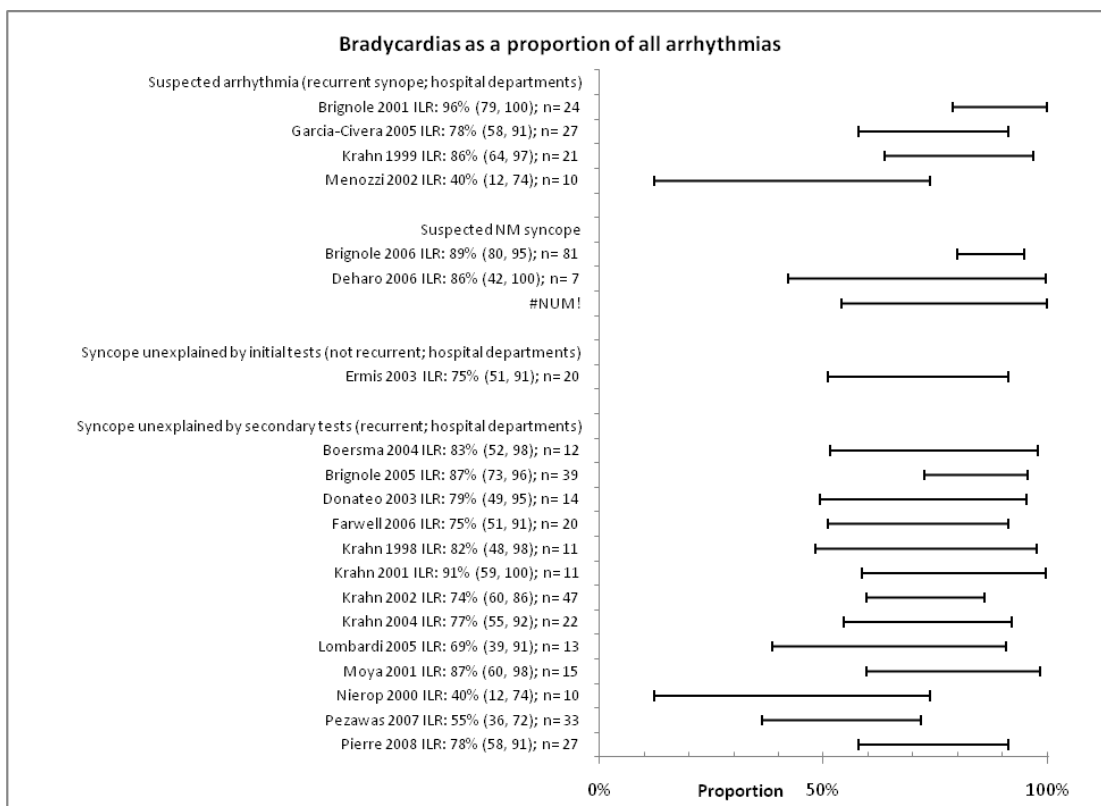 Bradycardias as a proportion of all arrhythmias
Suspected arrhythmia (recurrent synope; hospital departments)
Brignole 2001 ILR: 96% (79, 100); n= 24
Garcia-Civera 2005 ILR: 78% (58, 91); n= 27
Krahn 1999 ILR: 86% (64, 97); n= 21
Menozzi 2002 ILR: 40% (12, 74); n= 10
Suspected NM syncope
Brignole 2006 ILR: 89% (80, 95); n= 81
Deharo 2006 ILR: 86% (42, 100); n= 7
#NUM!
Syncope unexplained by initial tests (not recurrent; hospital departments)
Ermis 2003 ILR: 75% (51, 91); n= 20
Syncope unexplained by secondary tests (recurrent; hospital departments)
Boersma 2004 ILR: 83% (52, 98); n= 12
Brignole 2005 ILR: 87% (73, 96); n= 39
Donateo 2003 ILR: 79% (49, 95); n= 14
Farwell 2006 ILR: 75% (51, 91); n= 20
Krahn 1998 ILR: 82% (48, 98); n= 11
Krahn 2001 ILR: 91% (59, 100); n= 11
Krahn 2002 ILR: 74% (60, 86); n= 47
Krahn 2004 ILR: 77% (55, 92); n= 22
Lombardi 2005 ILR: 69% (39, 91); n= 13
Moya 2001 ILR: 87% (60, 98); n= 15
Nierop 2000 ILR: 40% (12, 74); n= 10
Pezawas 2007 ILR: 55% (36, 72); n= 33
Pierre 2008 ILR: 78% (58, 91); n= 27
0% Proportion 50% 100%